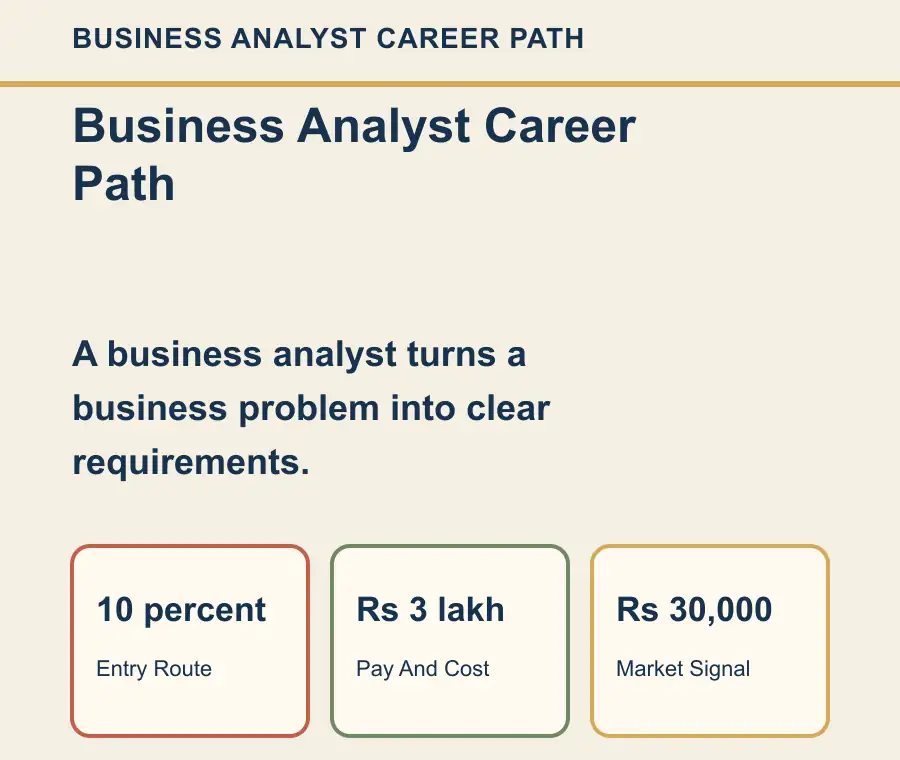 BUSINESS ANALYST CAREER PATH
Business Analyst Career
Path
A business analyst turns a
business problem into clear
requirements.
10 percent
Entry Route
Rs 3 lakh
Pay And Cost
Rs 30,000
Market Signal